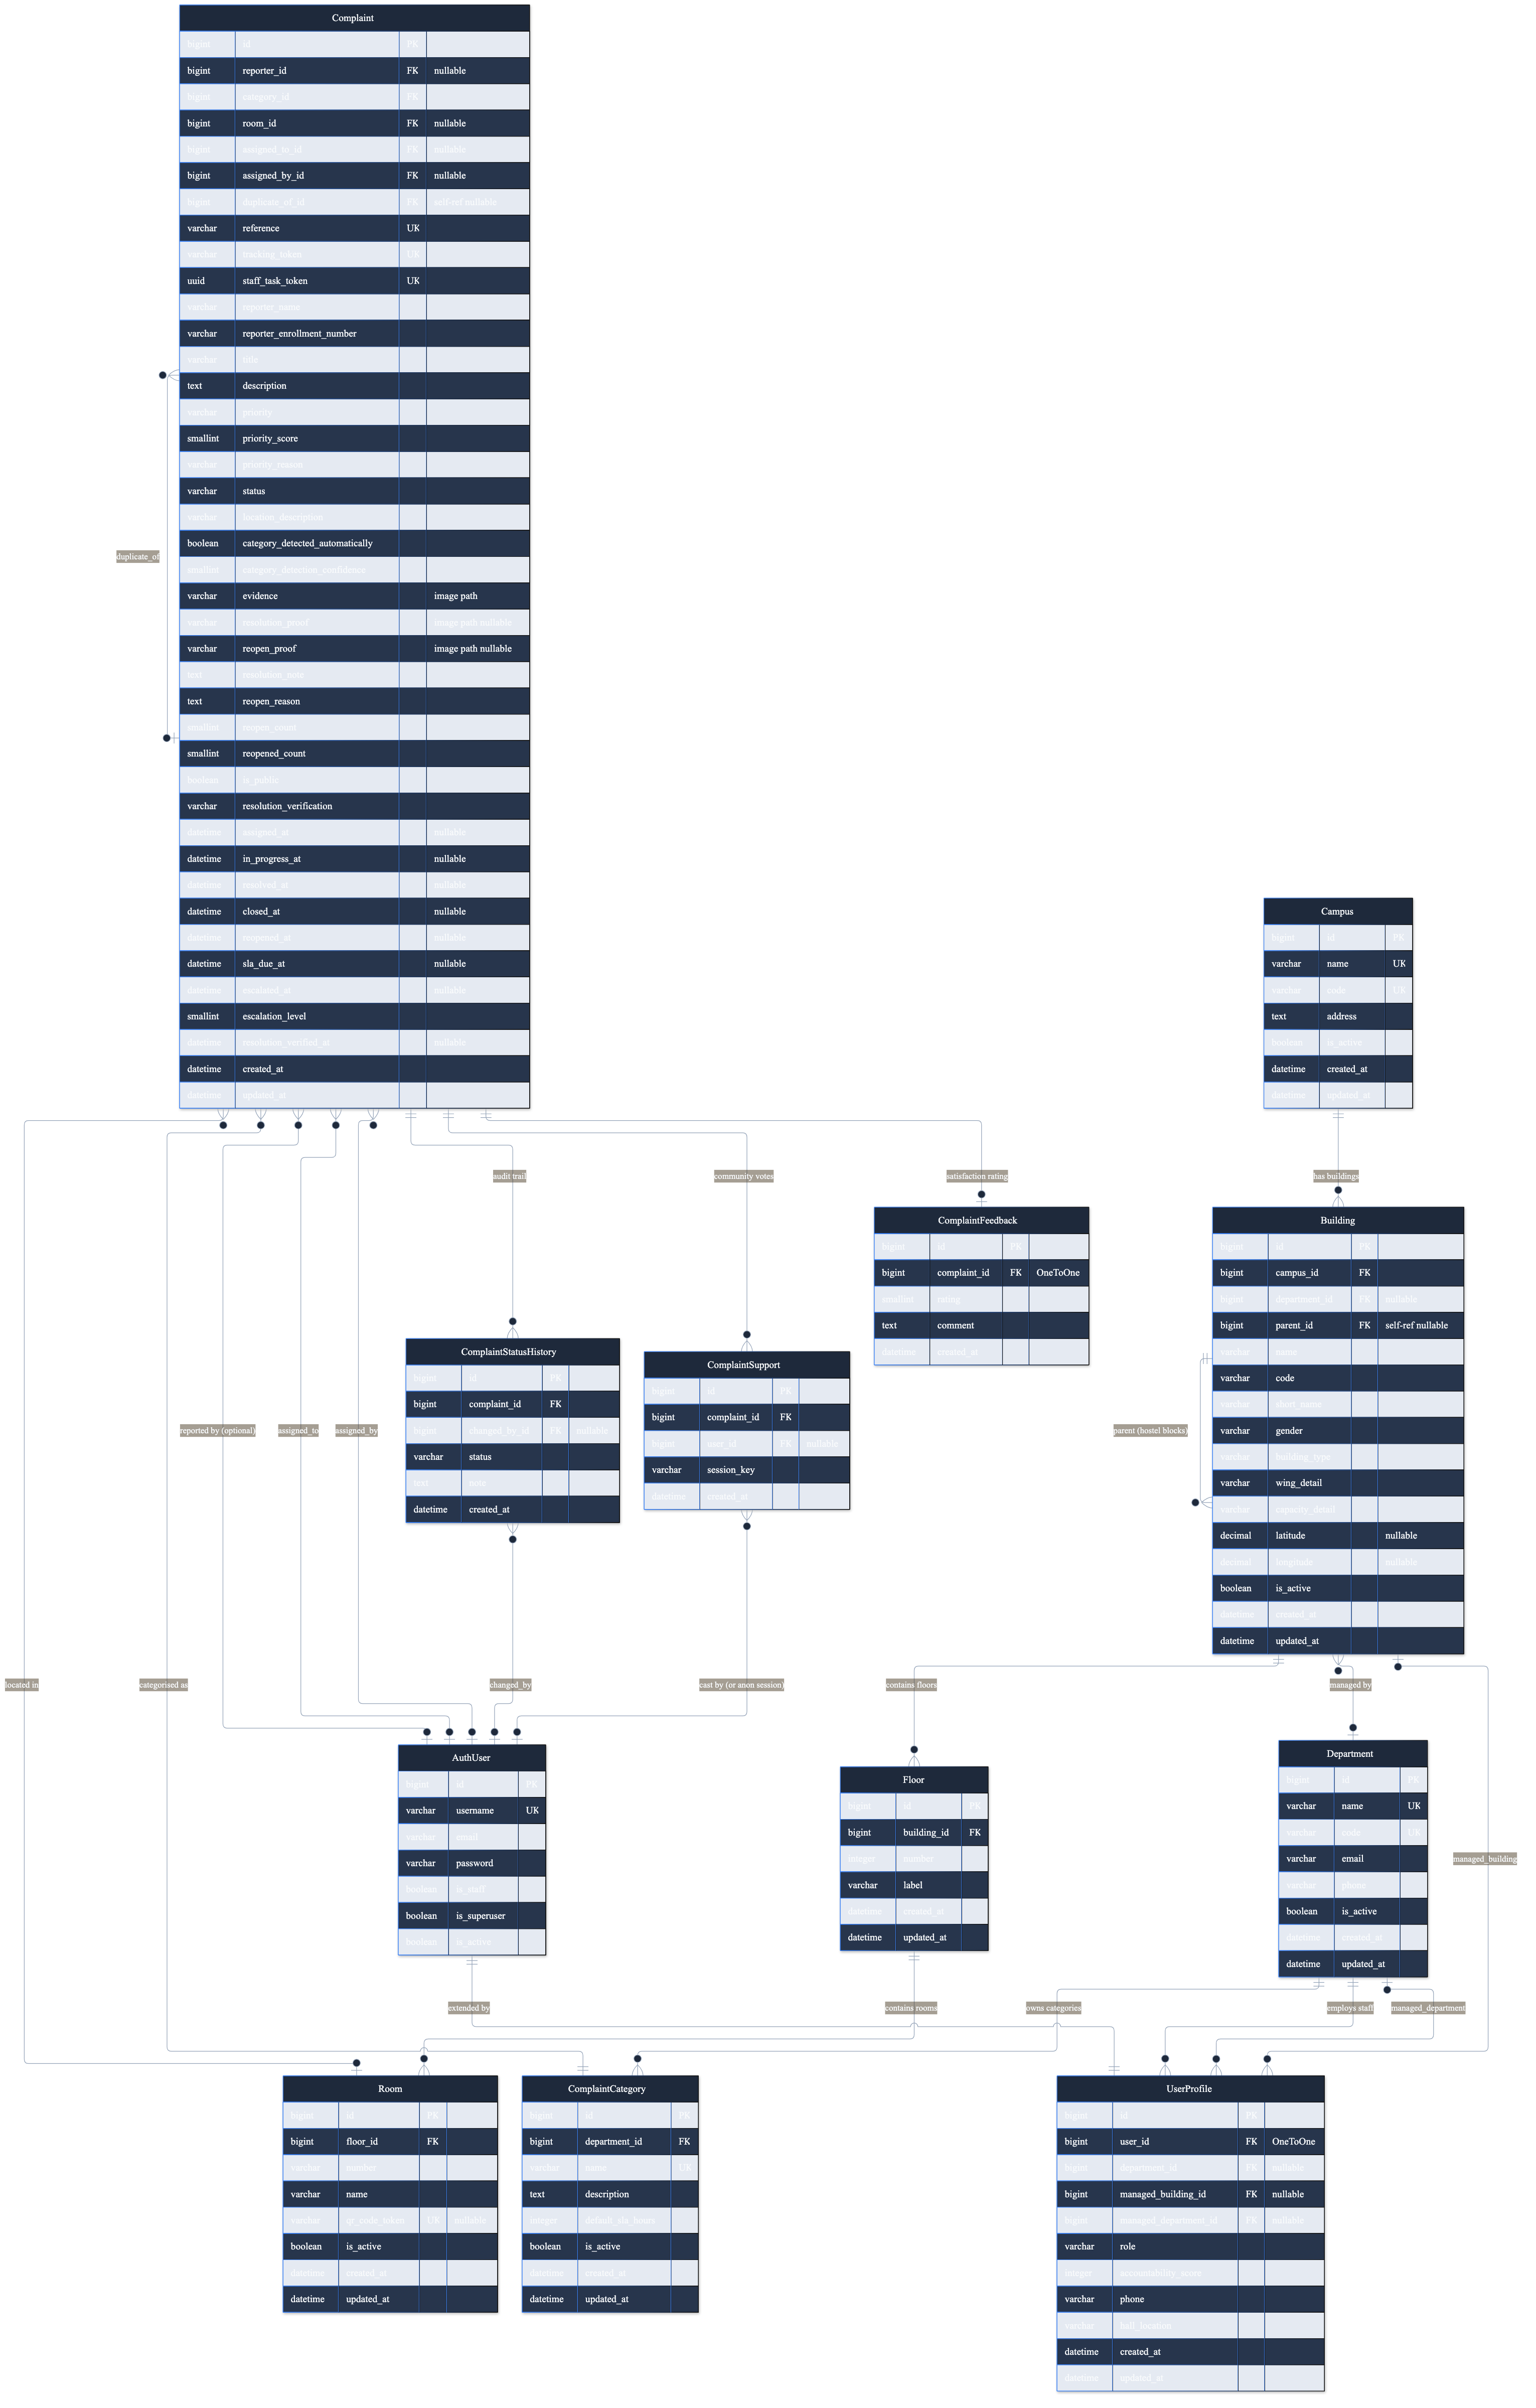 Complaint
bigint id PK
bigint reporter_id FK nullable
bigint category_id FK
bigint room_id FK nullable
bigint assigned_to_id FK nullable
bigint assigned_by_id FK nullable
bigint duplicate_of_id FK self-ref nullable
varchar reference UK
varchar tracking_token UK
uuid staff_task_token UK
varchar reporter_name
varchar reporter_enrollment_number
varchar title
text description
varchar priority
smallint priority_score
varchar priority_reason
varchar status
varchar location_description
boolean category_detected_automatically
smallint category_detection_confidence
varchar evidence image path
varchar resolution_proof image path nullable
varchar reopen_proof image path nullable
text resolution_note
text reopen_reason
smallint reopen_count
smallint reopened_count
boolean is_public
varchar resolution_verification
datetime assigned_at nullable
datetime in_progress_at nullable
datetime resolved_at nullable
datetime closed_at nullable
datetime reopened_at nullable
datetime sla_due_at nullable
datetime escalated_at nullable
smallint escalation_level
datetime resolution_verified_at nullable
datetime created_at
datetime updated_at
duplicate_of
Campus
bigint id PK
varchar name UK
varchar code UK
text address
boolean is_active
datetime created_at
datetime updated_at
audit trail
community votes
satisfaction rating
has buildings
ComplaintFeedback
bigint id PK
bigint complaint_id FK OneToOne
smallint rating
text comment
datetime created_at
Building
bigint id PK
bigint campus_id FK
bigint department_id FK nullable
bigint parent_id FK self-ref nullable
varchar name
varchar code
varchar short_name
varchar gender
varchar building_type
varchar wing_detail
varchar capacity_detail
decimal latitude nullable
decimal longitude nullable
boolean is_active
datetime created_at
datetime updated_at
parent (hostel blocks)
ComplaintStatusHistory
bigint id PK
bigint complaint_id FK
bigint changed_by_id FK nullable
varchar status
text note
datetime created_at
ComplaintSupport
bigint id PK
bigint complaint_id FK
bigint user_id FK nullable
varchar session_key
datetime created_at
reported by (optional)
assigned_to
assigned_by
located in
categorised as
changed_by
cast by (or anon session)
contains floors
managed by
AuthUser
bigint id PK
varchar username UK
varchar email
varchar password
boolean is_staff
boolean is_superuser
boolean is_active
Floor
bigint id PK
bigint building_id FK
integer number
varchar label
datetime created_at
datetime updated_at
Department
bigint id PK
varchar name UK
varchar code UK
varchar email
varchar phone
boolean is_active
datetime created_at
datetime updated_at
managed_building
extended by
contains rooms
owns categories
employs staff
managed_department
Room
bigint id PK
bigint floor_id FK
varchar number
varchar name
varchar qr_code_token UK nullable
boolean is_active
datetime created_at
datetime updated_at
ComplaintCategory
bigint id PK
bigint department_id FK
varchar name UK
text description
integer default_sla_hours
boolean is_active
datetime created_at
datetime updated_at
UserProfile
bigint id PK
bigint user_id FK OneToOne
bigint department_id FK nullable
bigint managed_building_id FK nullable
bigint managed_department_id FK nullable
varchar role
integer accountability_score
varchar phone
varchar hall_location
datetime created_at
datetime updated_at